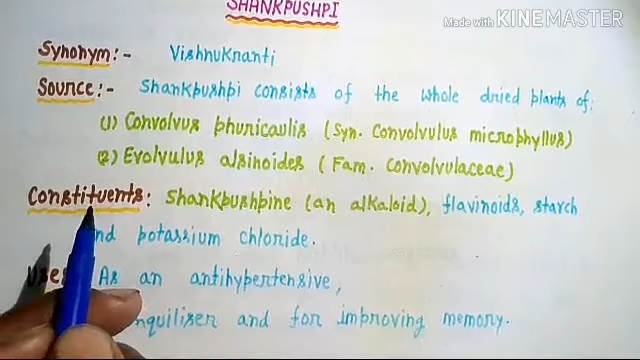 SHANKPUSHPI
Made with KINEMASTER
Synonym:- Vishnukranti
Source:- Shankpushpi consists of the whole dried plants of:
(1) Convolvus phuricaulis (Syn. Convolvulus microphyllus)
(2) Evolvulus alsinoides (Fam. Convolvulaceae)
Constituents: Shankpushpine (an alkaloid), flavinoids, starch
nd potassium chloride.
Uses As an antihypertensive,
nquiliser and for improving memory.